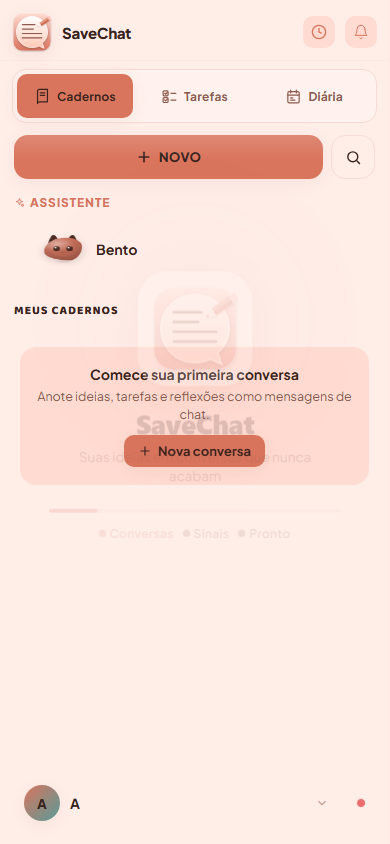 SaveChat
Cadernos
Tarefas
Diária
NOVO
ASSISTENTE
Bento
MEUS CADERNOS
Comece sua primeira conversa
Anote ideias, tarefas e reflexões como mensagens de
chat.
SaveChat
Nova conversa
Suas
nunca
acabam
Conversas
Sinais
Pronto
A
A